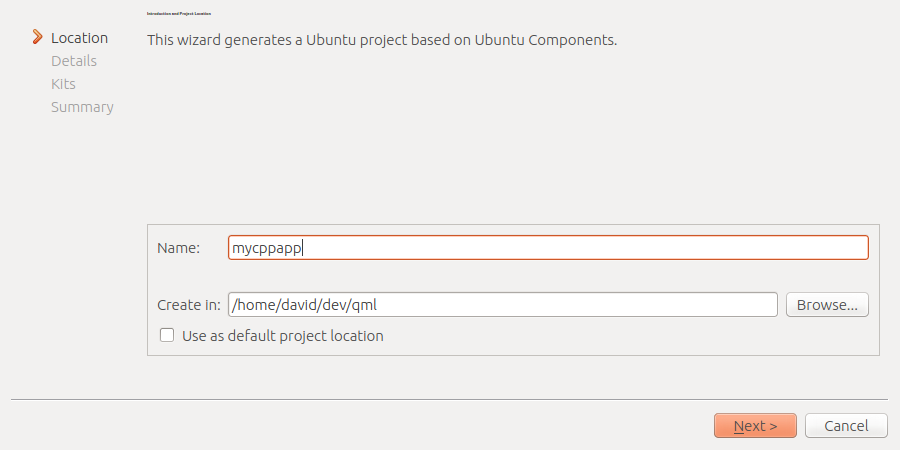 Introduction and Project Location
Location
This wizard generates a Ubuntu project based on Ubuntu Components.
Details
Kits
Summary
Name: mycppapp
Create in: /home/david/dev/qml Browse...
Use as default project location
Next > Cancel